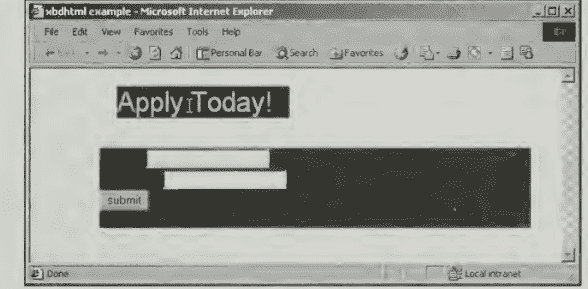 xbdhtml example - Microsoft Internet Explorer
File Edit View Favorites Tools Help
Personal Bar Search Favorites
Apply Today!
submit
Done Local intranet